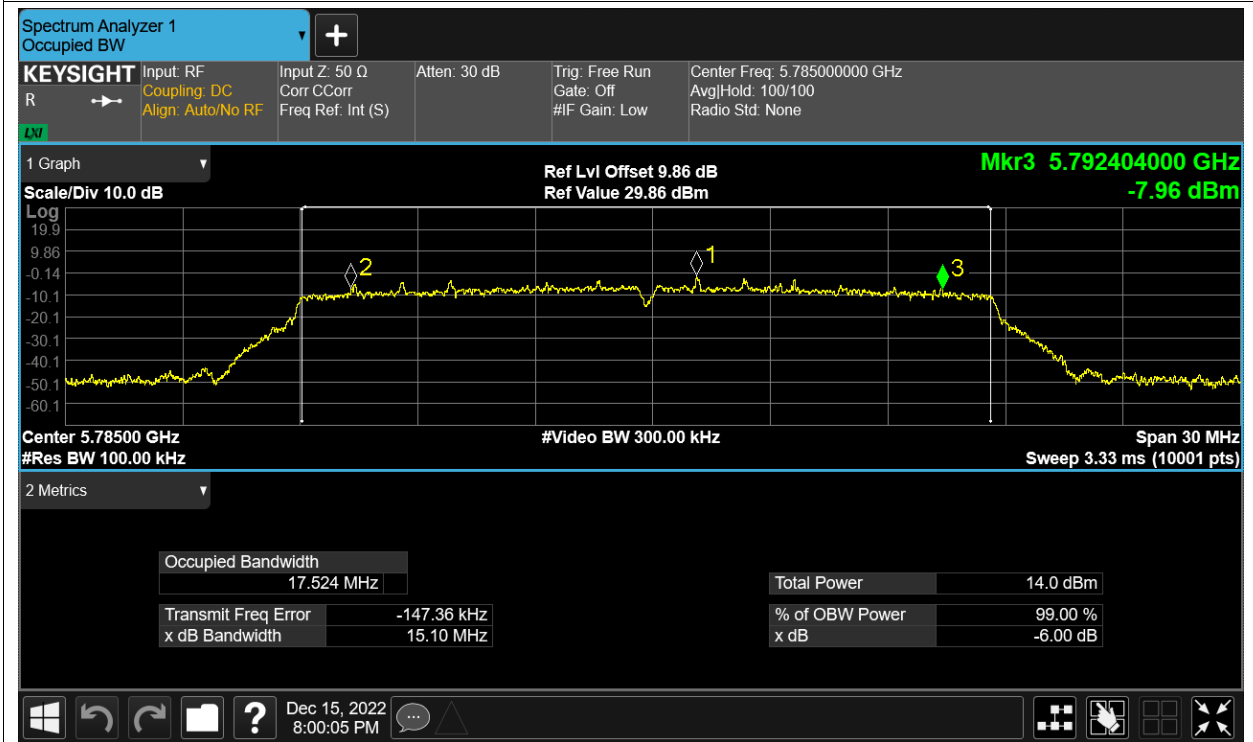 Spectrum Analyzer 1
Occupied BW
KEYSIGHT
R
LXI
Input: RF
Coupling: DC
Align: Auto/No RF
Input Z: 50 Ω
Corr CCorr
Freq Ref: Int (S)
Atten: 30 dB
Trig: Free Run
Gate: Off
#IF Gain: Low
Center Freq: 5.785000000 GHz
Avg|Hold: 100/100
Radio Std: None
1 Graph
Scale/Div 10.0 dB
Ref Lvl Offset 9.86 dB
Ref Value 29.86 dBm
Mkr3 5.792404000 GHz
-7.96 dBm
Log
19.9
9.86
-0.14
-10.1
-20.1
-30.1
-40.1
-50.1
-60.1
2
1
3
Center 5.78500 GHz
#Res BW 100.00 kHz
#Video BW 300.00 kHz
Span 30 MHz
Sweep 3.33 ms (10001 pts)
2 Metrics
Occupied Bandwidth
17.524 MHz
Transmit Freq Error -147.36 kHz
x dB Bandwidth 15.10 MHz
Total Power 14.0 dBm
% of OBW Power 99.00 %
x dB -6.00 dB
?
Dec 15, 2022
8:00:05 PM